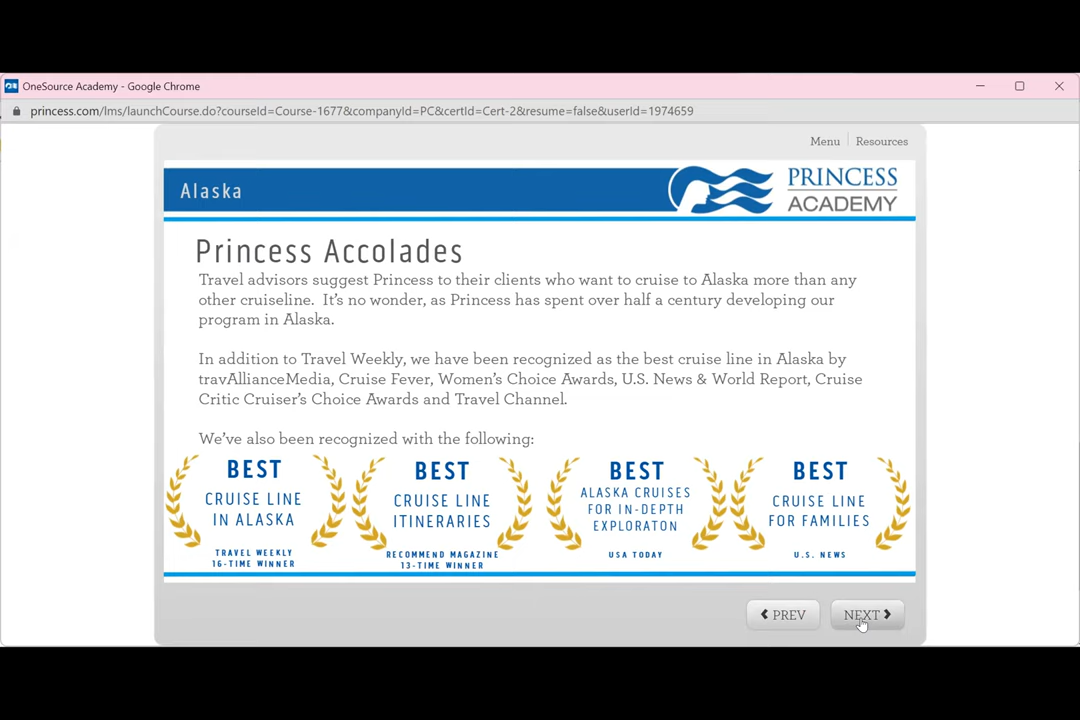 OneSource Academy - Google Chrome
princess.com/lms/launchCourse.do?courseId=Course-1677&companyId=PC&certId=Cert-2&resume=false&userId=1974659
Menu Resources
Alaska
PRINCESS
ACADEMY
Princess Accolades
Travel advisors suggest Princess to their clients who want to cruise to Alaska more than any
other cruiseline. It's no wonder, as Princess has spent over half a century developing our
program in Alaska.
In addition to Travel Weekly, we have been recognized as the best cruise line in Alaska by
travAllianceMedia, Cruise Fever, Women's Choice Awards, U.S. News & World Report, Cruise
Critic Cruiser's Choice Awards and Travel Channel.
We've also been recognized with the following:
BEST
CRUISE LINE
IN ALASKA
TRAVEL WEEKLY
16-TIME WINNER
BEST
CRUISE LINE
ITINERARIES
RECOMMEND MAGAZINE
13-TIME WINNER
BEST
ALASKA CRUISES
FOR IN-DEPTH
EXPLORATON
USA TODAY
BEST
CRUISE LINE
FOR FAMILIES
U.S. NEWS
PREV NEXT